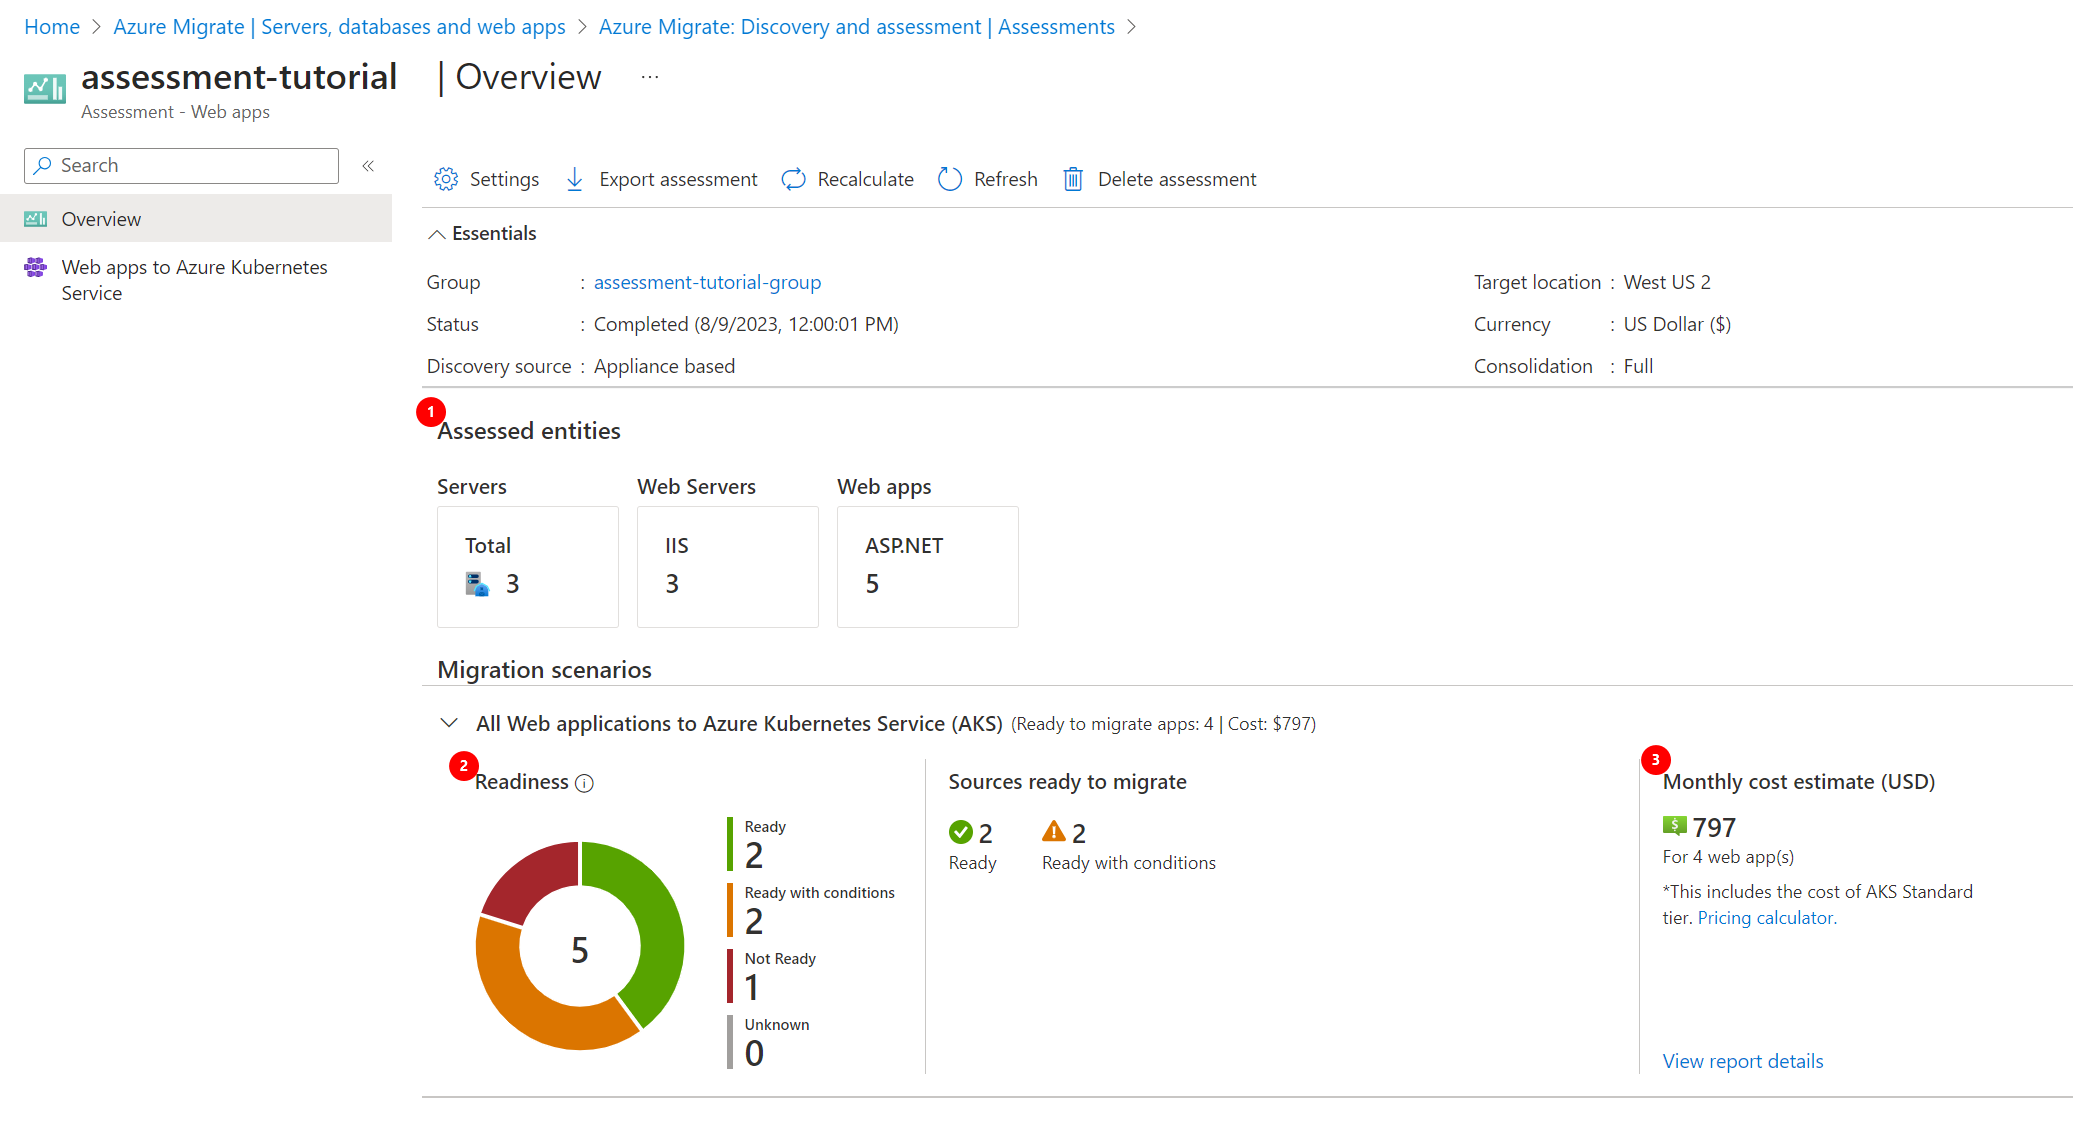 Home > Azure Migrate | Servers, databases and web apps > Azure Migrate: Discovery and assessment | Assessments >
assessment-tutorial | Overview ...
Assessment - Web apps
Search «
Overview
Web apps to Azure Kubernetes
Service
Settings Export assessment Recalculate Refresh Delete assessment
Essentials
Group : assessment-tutorial-group
Target location : West US 2
Status : Completed (8/9/2023, 12:00:01 PM)
Currency : US Dollar ($)
Discovery source : Appliance based
Consolidation : Full
1
Assessed entities
Servers Web Servers Web apps
Total IIS ASP.NET
3 3 5
Migration scenarios
All Web applications to Azure Kubernetes Service (AKS) (Ready to migrate apps: 4 | Cost: $797)
2
Readiness
5
Ready
2
Ready with conditions
2
Not Ready
1
Unknown
0
Sources ready to migrate
2 2
Ready Ready with conditions
3
Monthly cost estimate (USD)
$ 797
For 4 web app(s)
*This includes the cost of AKS Standard
tier. Pricing calculator.
View report details